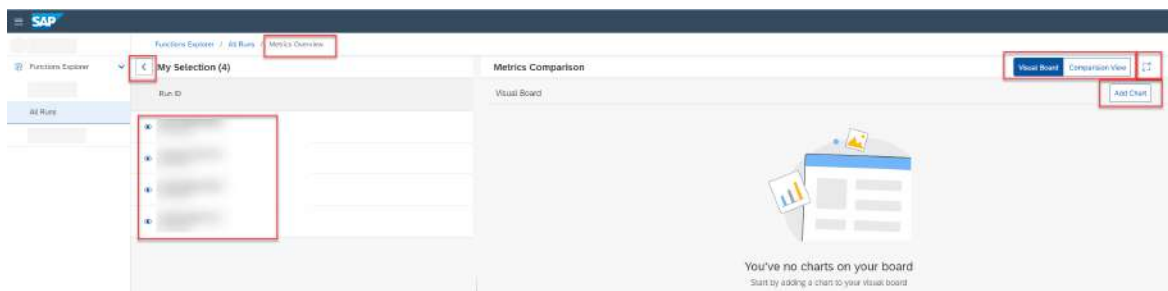 SAP
Functions Explorer / All Runs / Metrics Overview
Functions Explorer
My Selection (4)
Metrics Comparison
Visual Board
Comparision View
Run ID
Visual Board
Add Chart
All Runs
You've no charts on your board
Start by adding a chart to your visual board